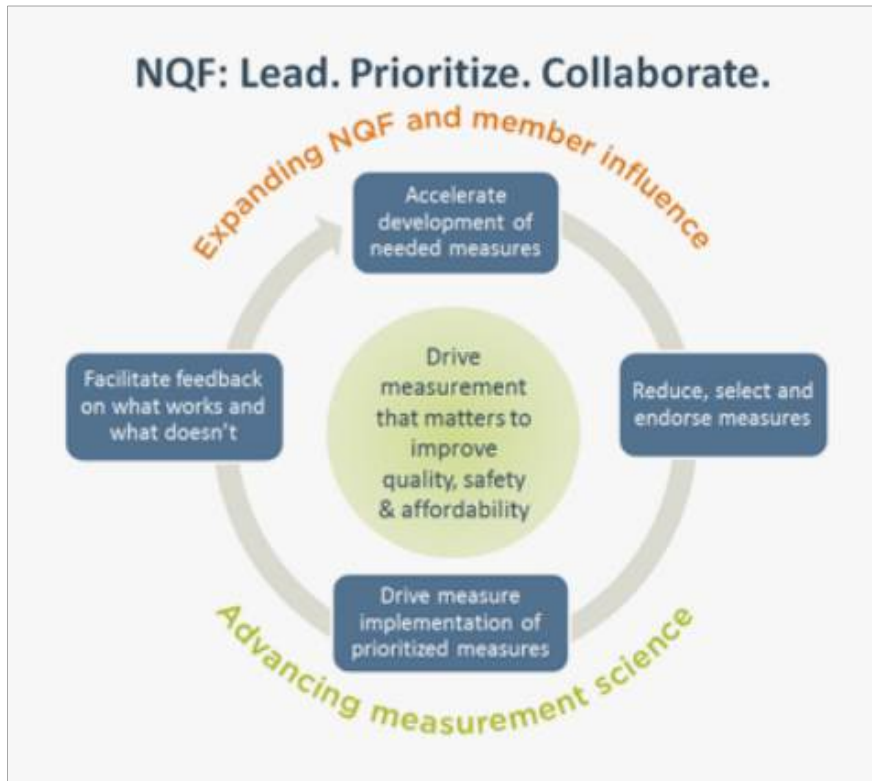 NQF: Lead. Prioritize. Collaborate.
Expanding NQF and member influence
Accelerate
development of
needed measures
Facilitate feedback
on what works and
what doesn't
Drive
measurement
that matters to
improve
quality, safety
& affordability
Reduce, select and
endorse measures
Drive measure
implementation of
prioritized measures
Advancing measurement science